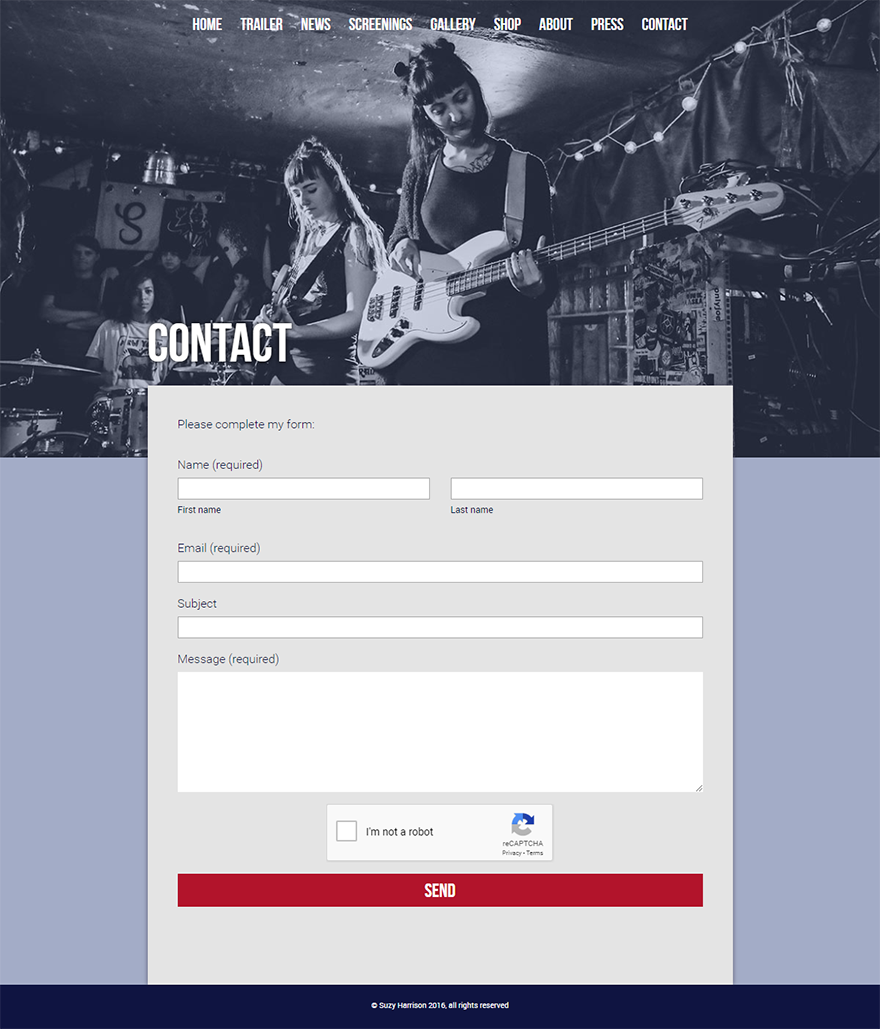 HOME TRAILER NEWS SCREENINGS GALLERY SHOP ABOUT PRESS CONTACT
CONTACT
Please complete my form:
Name (required)
First name Last name
Email (required)
Subject
Message (required)
I'm not a robot
reCAPTCHA
Privacy - Terms
SEND
© Suzy Harrison 2016, all rights reserved